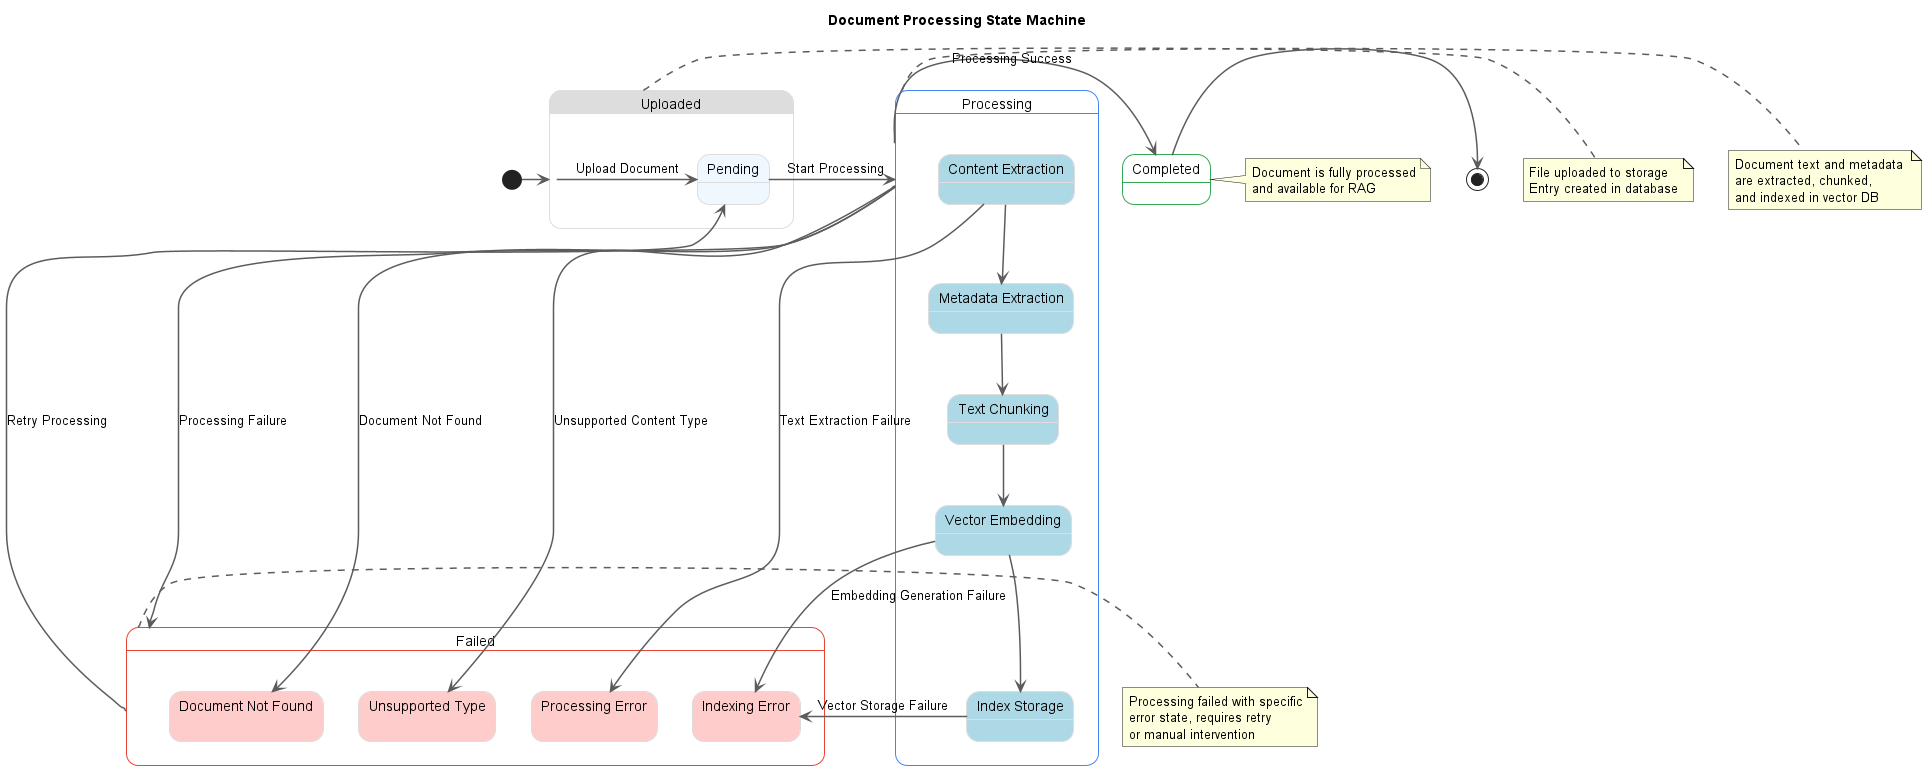 Document Processing State Machine
Processing Success
Uploaded
Processing
Upload Document
Pending
Start Processing
Content Extraction
Completed
Document is fully processed
and available for RAG
File uploaded to storage
Entry created in database
Document text and metadata
are extracted, chunked,
and indexed in vector DB
Metadata Extraction
Text Chunking
Retry Processing
Processing Failure
Document Not Found
Unsupported Content Type
Text Extraction Failure
Vector Embedding
Embedding Generation Failure
Failed
Document Not Found
Unsupported Type
Processing Error
Indexing Error
Vector Storage Failure
Index Storage
Processing failed with specific
error state, requires retry
or manual intervention